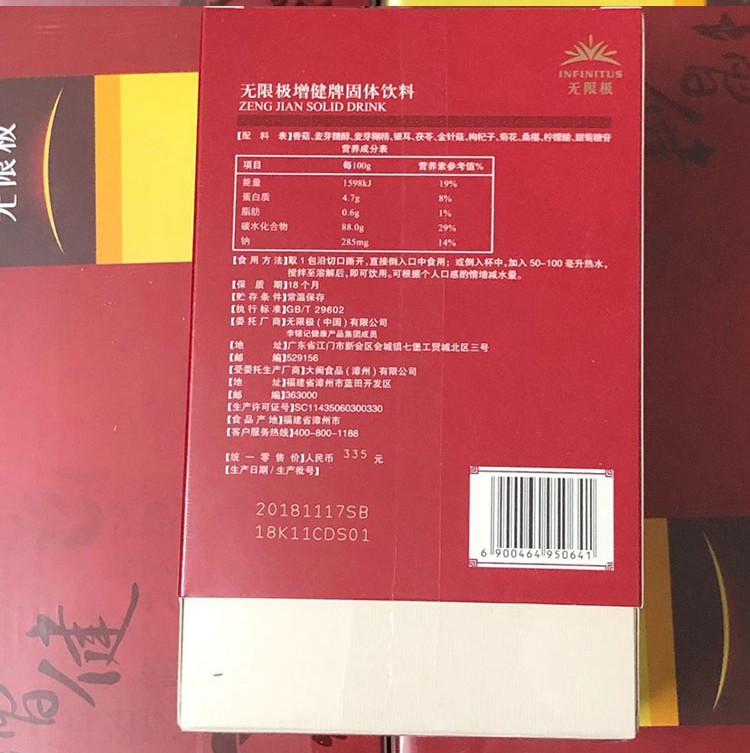 INFINITUS
无限极
无限极增健牌固体饮料
ZENG JIAN SOLID DRINK
【配 料 表】香菇、麦芽糖醇、麦芽糊精、银耳、茯苓、金针菇、枸杞子、菊花、桑椹、柠檬酸、甜菊糖苷
营养成分表
项目 每100g 营养素参考值%
能量 1598kJ 19%
蛋白质 4.7g 8%
脂肪 0.6g 1%
碳水化合物 88.0g 29%
钠 285mg 14%
【食用方法】取1包沿切口撕开,直接倒入口中食用；或倒入杯中,加入50-100毫升热水,
搅拌至溶解后,即可饮用。可根据个人口感酌情增减水量。
【保 质 期】18个月
【贮存条件】常温保存
【执行标准】GB/T 29602
【委托厂商】无限极(中国)有限公司
李锦记健康产品集团成员
【地 址】广东省江门市新会区会城镇七堡工贸城北区三号
【邮 编】529156
【受委托生产厂商】大闽食品(漳州)有限公司
【地 址】福建省漳州市蓝田开发区
【邮 编】363000
【生产许可证号】SC11435060300330
【食品产地】福建省漳州市
【客户服务热线】400-800-1188
【统一零售价】人民币 335 元
【生产日期/生产批号】
20181117SB
18K11CDS01
6 900464 950641
无限极
增健
健